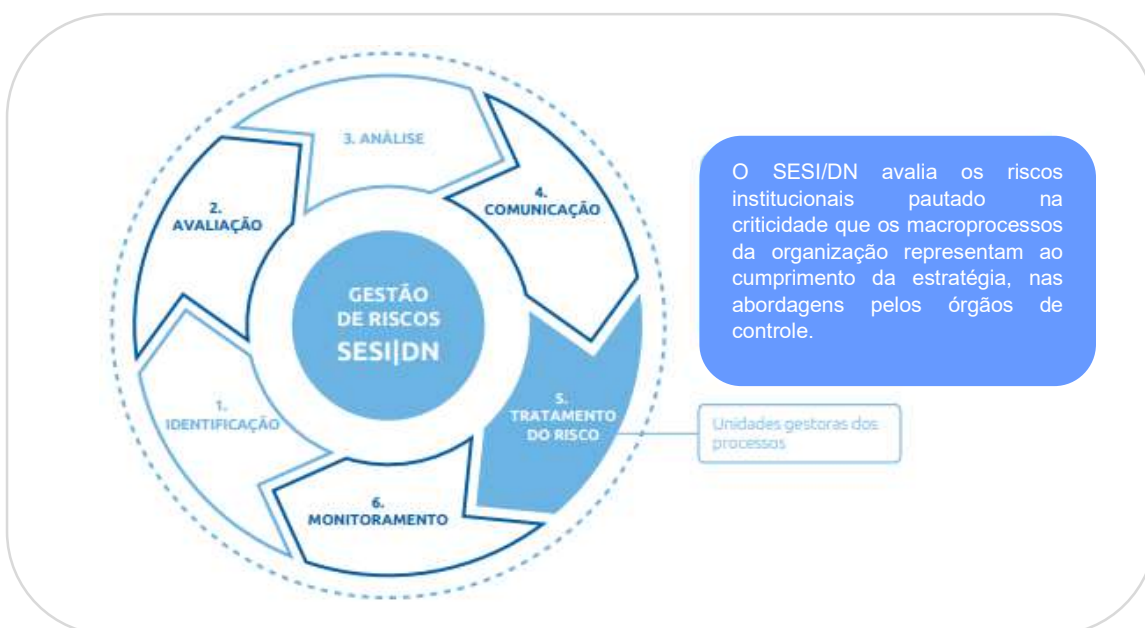 3. ANÁLISE
4.
COMUNICAÇÃO
2.
AVALIAÇÃO
GESTÃO
DE RISCOS
SESI|DN
1.
IDENTIFICAÇÃO
5.
TRATAMENTO
DO RISCO
6.
MONITORAMENTO
O SESI/DN avalia os riscos
institucionais pautado na
criticidade que os macroprocessos
da organização representam ao
cumprimento da estratégia, nas
abordagens pelos órgãos de
controle.
Unidades gestoras dos
processos